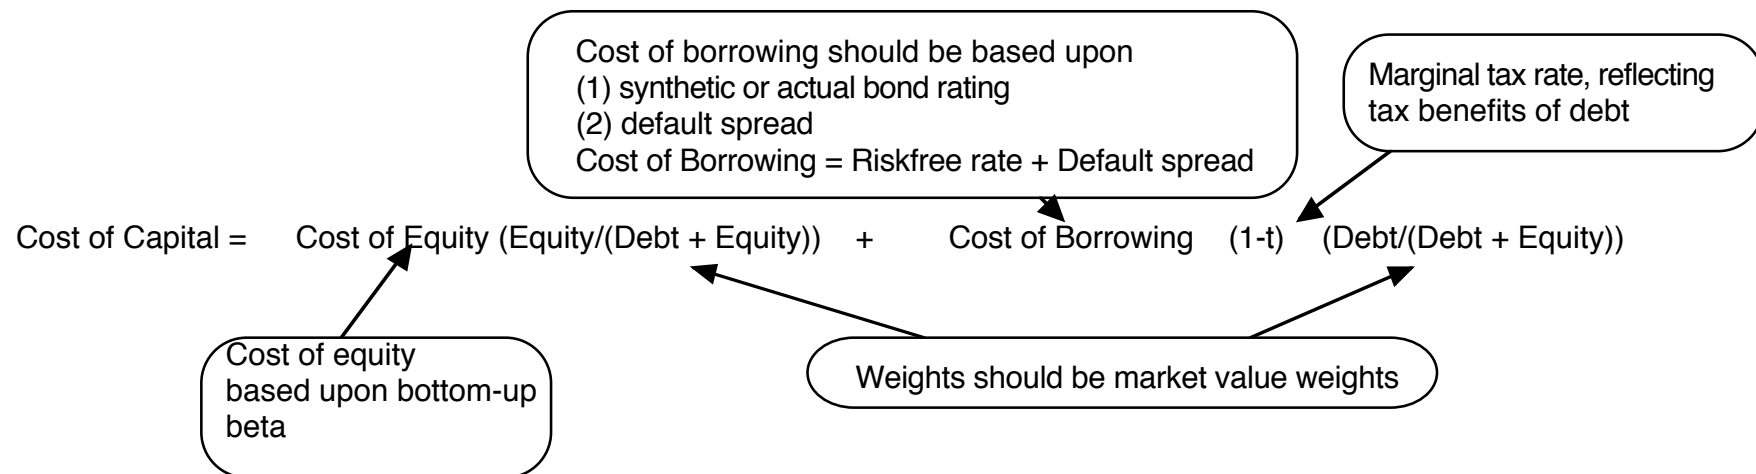 Cost of borrowing should be based upon
(1) synthetic or actual bond rating
(2) default spread
Cost of Borrowing = Riskfree rate + Default spread
Marginal tax rate, reflecting
tax benefits of debt
Cost of Capital = Cost of Equity (Equity/(Debt + Equity)) + Cost of Borrowing (1-t) (Debt/(Debt + Equity))
Cost of equity
based upon bottom-up
beta
Weights should be market value weights